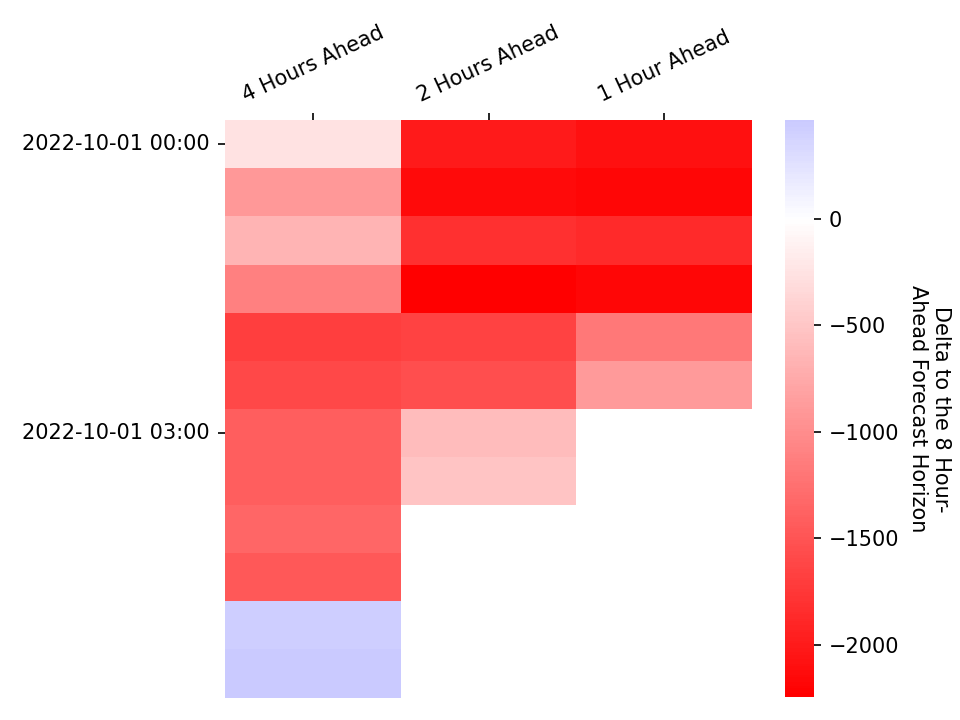 4 Hours Ahead
2 Hours Ahead
1 Hour Ahead
2022-10-01 00:00
2022-10-01 03:00
0
−500
−1000
−1500
−2000
Delta to the 8 Hour-
Ahead Forecast Horizon